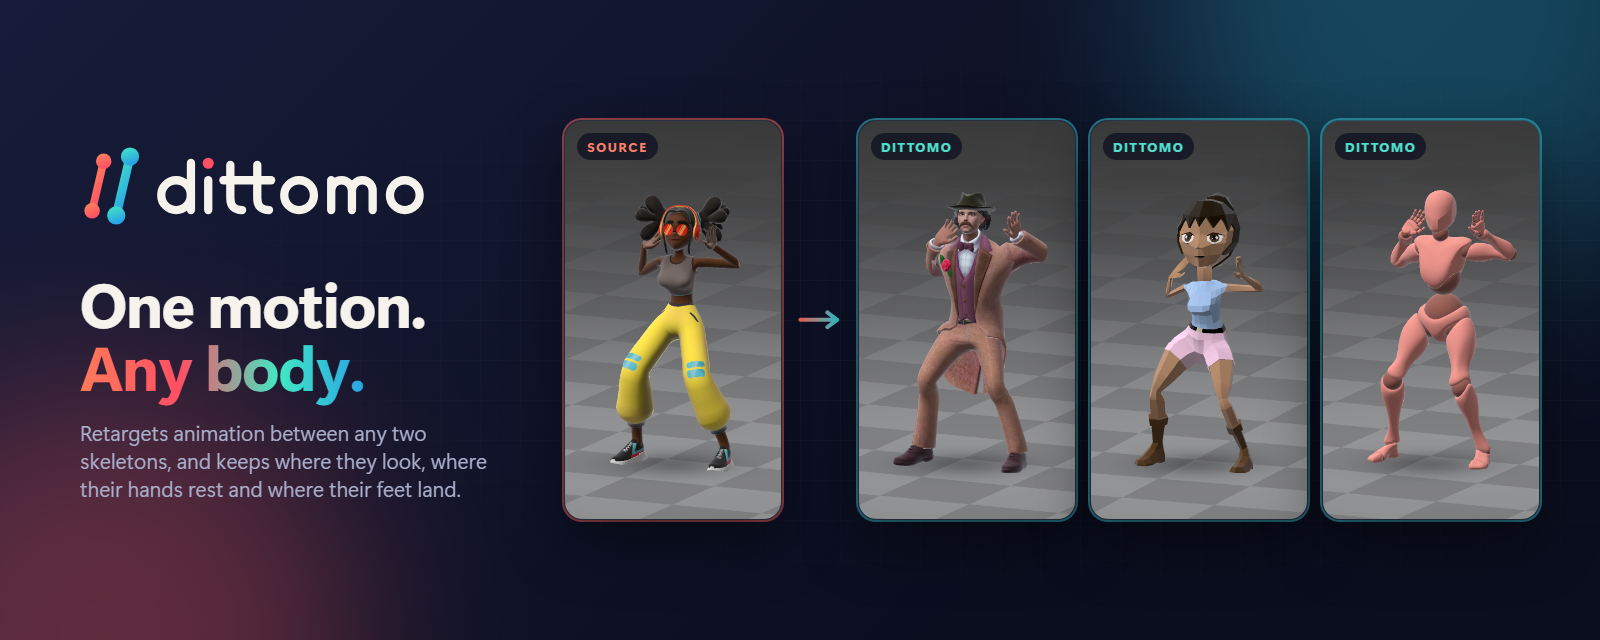 dittomo
One motion.
Any body.
Retargets animation between any two
skeletons, and keeps where they look, where
their hands rest and where their feet land.
SOURCE
DITTOMO
DITTOMO
DITTOMO